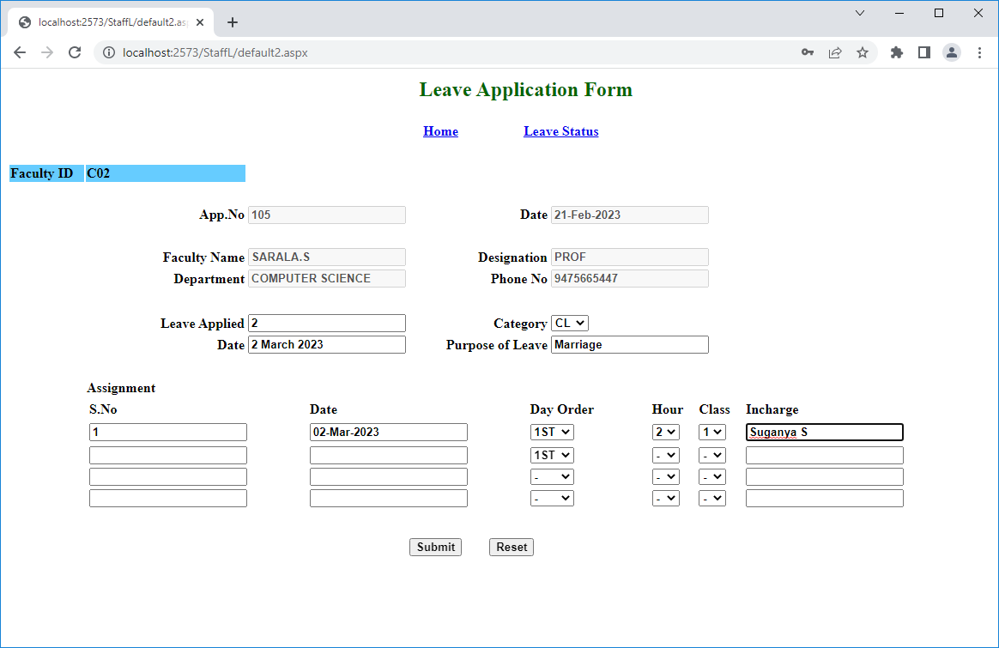 localhost:2573/StaffL/default2.as
localhost:2573/StaffL/default2.aspx
Leave Application Form
Home Leave Status
Faculty ID C02
App.No 105 Date 21-Feb-2023
Faculty Name SARALA.S Designation PROF
Department COMPUTER SCIENCE Phone No 9475665447
Leave Applied 2 Category CL
Date 2 March 2023 Purpose of Leave Marriage
Assignment
S.No Date Day Order Hour Class Incharge
1 02-Mar-2023 1ST 2 1 Suganya S
1ST - -
- - -
- - -
Submit Reset